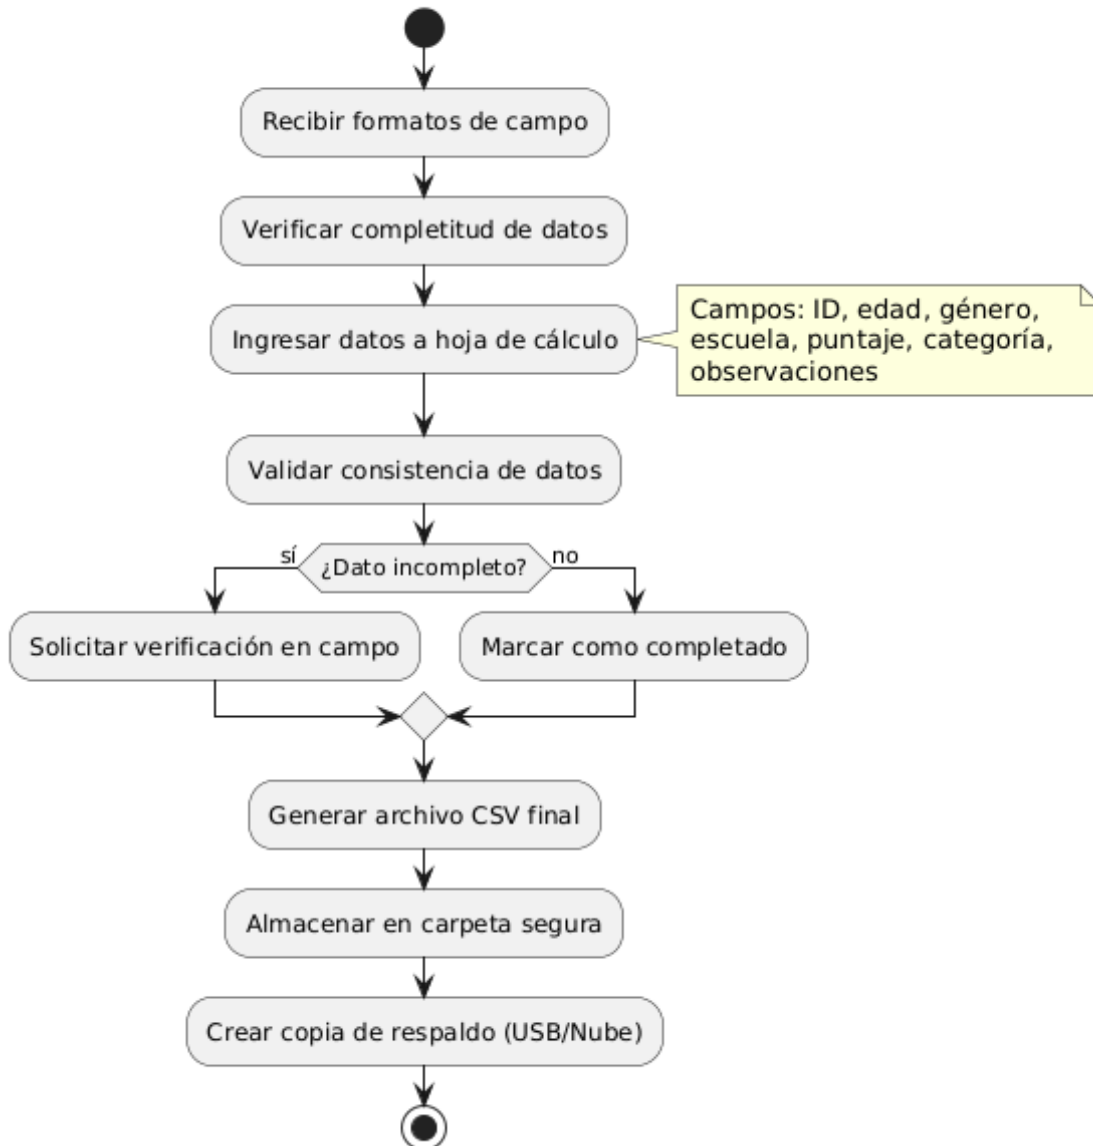 Recibir formatos de campo
Verificar completitud de datos
Ingresar datos a hoja de cálculo
Campos: ID, edad, género,
escuela, puntaje, categoría,
observaciones
Validar consistencia de datos
sí
¿Dato incompleto?
no
Solicitar verificación en campo
Marcar como completado
Generar archivo CSV final
Almacenar en carpeta segura
Crear copia de respaldo (USB/Nube)